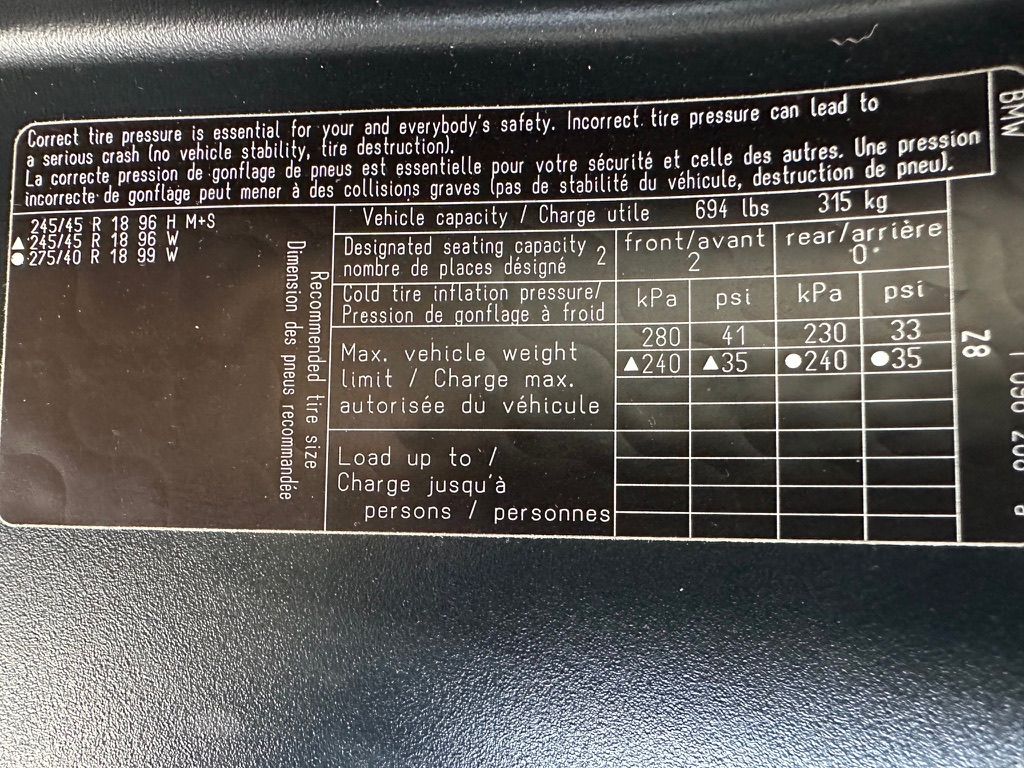 Correct tire pressure is essential for your and everybody's safety. Incorrect tire pressure can lead to
a serious crash (no vehicle stability, tire destruction).
La correcte pression de gonflage de pneus est essentielle pour votre sécurité et celle des autres. Une pression
incorrecte de gonflage peut mener à des collisions graves (pas de stabilité du véhicule, destruction de pneu).
BMW
245/45 R 18 96 H M+S
▲ 245/45 R 18 96 W
● 275/40 R 18 99 W
Recommended tire size
Dimension des pneus recommandée
Vehicle capacity / Charge utile 694 lbs 315 kg
Designated seating capacity
nombre de places désigné 2
front/avant
2
rear/arrière
0
Cold tire inflation pressure/
Pression de gonflage à froid
kPa psi kPa psi
Max. vehicle weight
limit / Charge max.
autorisée du véhicule
280 41 230 33
▲240 ▲35 ●240 ●35
Load up to /
Charge jusqu'à
persons / personnes
28